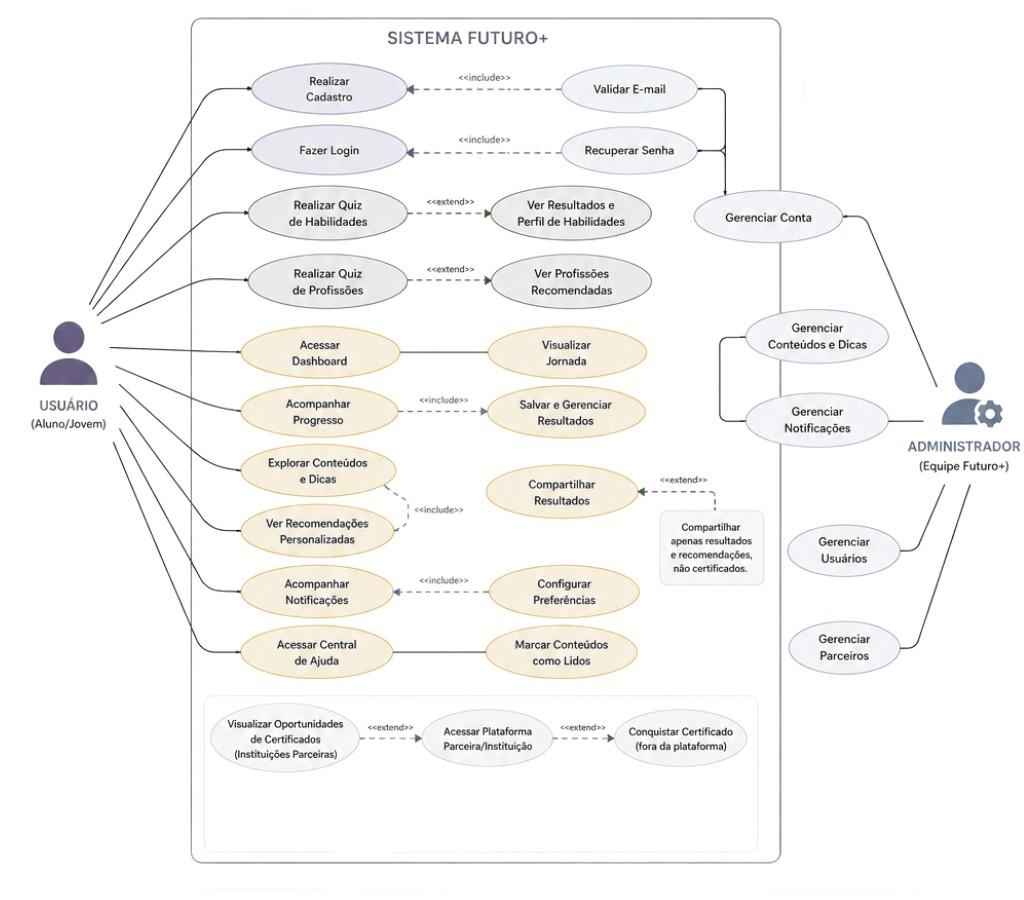 SISTEMA FUTURO+
Realizar
Cadastro
<<include>>
Validar E-mail
Fazer Login
<<include>>
Recuperar Senha
Realizar Quiz
de Habilidades
<<extend>>
Ver Resultados e
Perfil de Habilidades
Gerenciar Conta
Realizar Quiz
de Profissões
<<extend>>
Ver Profissões
Recomendadas
Acessar
Dashboard
Visualizar
Jornada
Gerenciar
Conteúdos e Dicas
USUÁRIO
(Aluno/Jovem)
Acompanhar
Progresso
<<include>>
Salvar e Gerenciar
Resultados
Gerenciar
Notificações
ADMINISTRADOR
(Equipe Futuro+)
Explorar Conteúdos
e Dicas
<<include>>
Compartilhar
Resultados
<<extend>>
Compartilhar
apenas resultados
e recomendações,
não certificados.
Ver Recomendações
Personalizadas
Gerenciar
Usuários
Acompanhar
Notificações
<<include>>
Configurar
Preferências
Acessar Central
de Ajuda
Marcar Conteúdos
como Lidos
Gerenciar
Parceiros
Visualizar Oportunidades
de Certificados
(Instituições Parceiras)
<<extend>>
Acessar Plataforma
Parceira/Instituição
<<extend>>
Conquistar Certificado
(fora da plataforma)